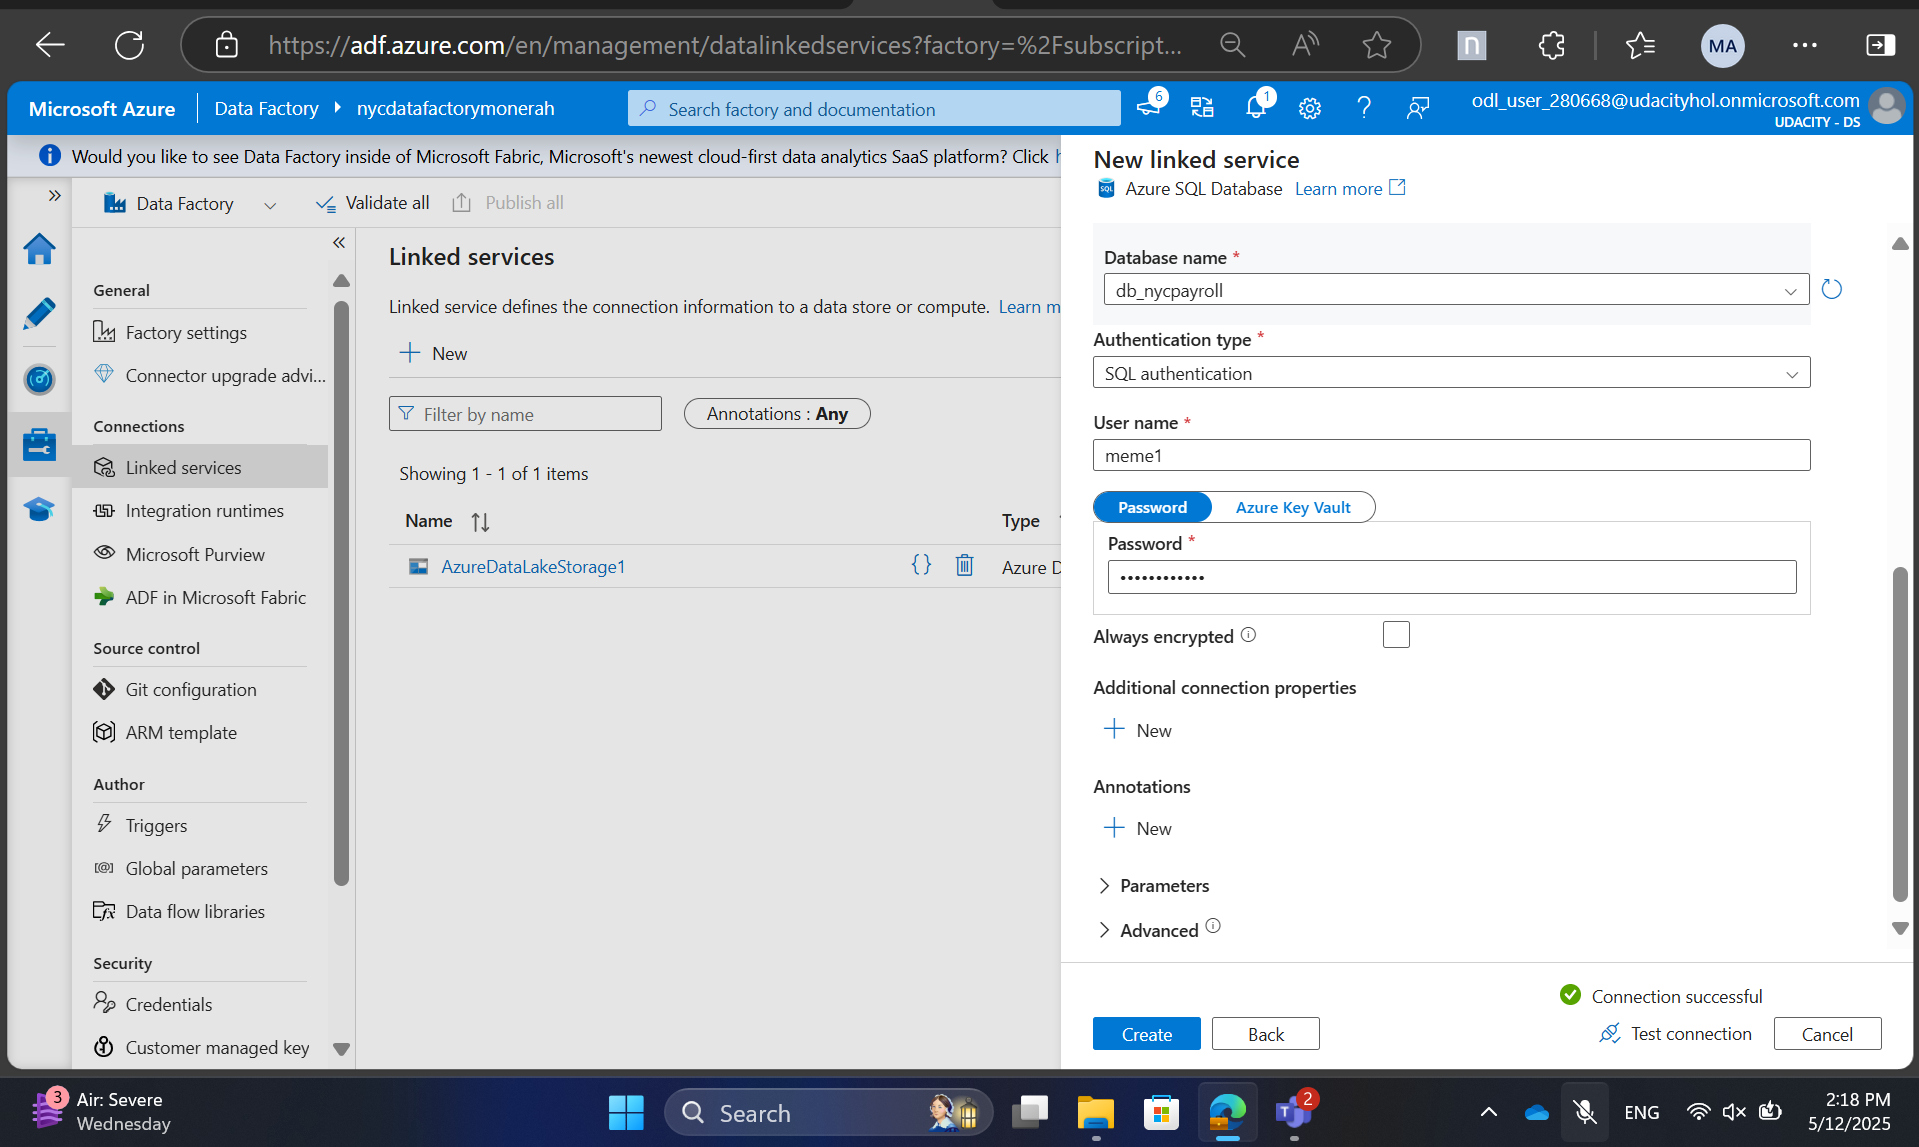 https://adf.azure.com/en/management/datalinkedservices?factory=%2Fsubscript...
MA
Microsoft Azure
Data Factory
nycdatafactorymonerah
Search factory and documentation
6
1
odl_user_280668@udacityhol.onmicrosoft.com
UDACITY - DS
Would you like to see Data Factory inside of Microsoft Fabric, Microsoft's newest cloud-first data analytics SaaS platform? Click
Data Factory
Validate all
Publish all
General
Factory settings
Connector upgrade advi...
Connections
Linked services
Integration runtimes
Microsoft Purview
ADF in Microsoft Fabric
Source control
Git configuration
ARM template
Author
Triggers
Global parameters
Data flow libraries
Security
Credentials
Customer managed key
Linked services
Linked service defines the connection information to a data store or compute. Learn m
New
Filter by name
Annotations : Any
Showing 1 - 1 of 1 items
Name
Type
AzureDataLakeStorage1
{}
Azure D
New linked service
SQL
Azure SQL Database
Learn more
Database name *
db_nycpayroll
Authentication type *
SQL authentication
User name *
meme1
Password
Azure Key Vault
Password *
••••••••••••
Always encrypted
Additional connection properties
New
Annotations
New
Parameters
Advanced
Connection successful
Create
Back
Test connection
Cancel
3
Air: Severe
Wednesday
Search
2
ENG
2:18 PM
5/12/2025